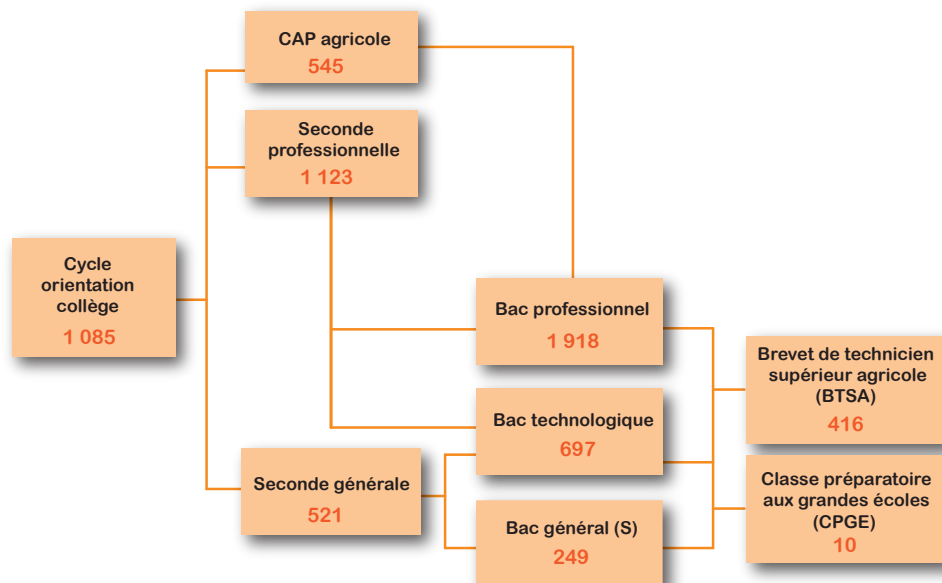 CAP agricole
545
Seconde
professionnelle
1 123
Cycle
orientation
collège
1 085
Bac professionnel
1 918
Brevet de technicien
supérieur agricole
(BTSA)
416
Bac technologique
697
Seconde générale
521
Classe préparatoire
aux grandes écoles
(CPGE)
10
Bac général (S)
249